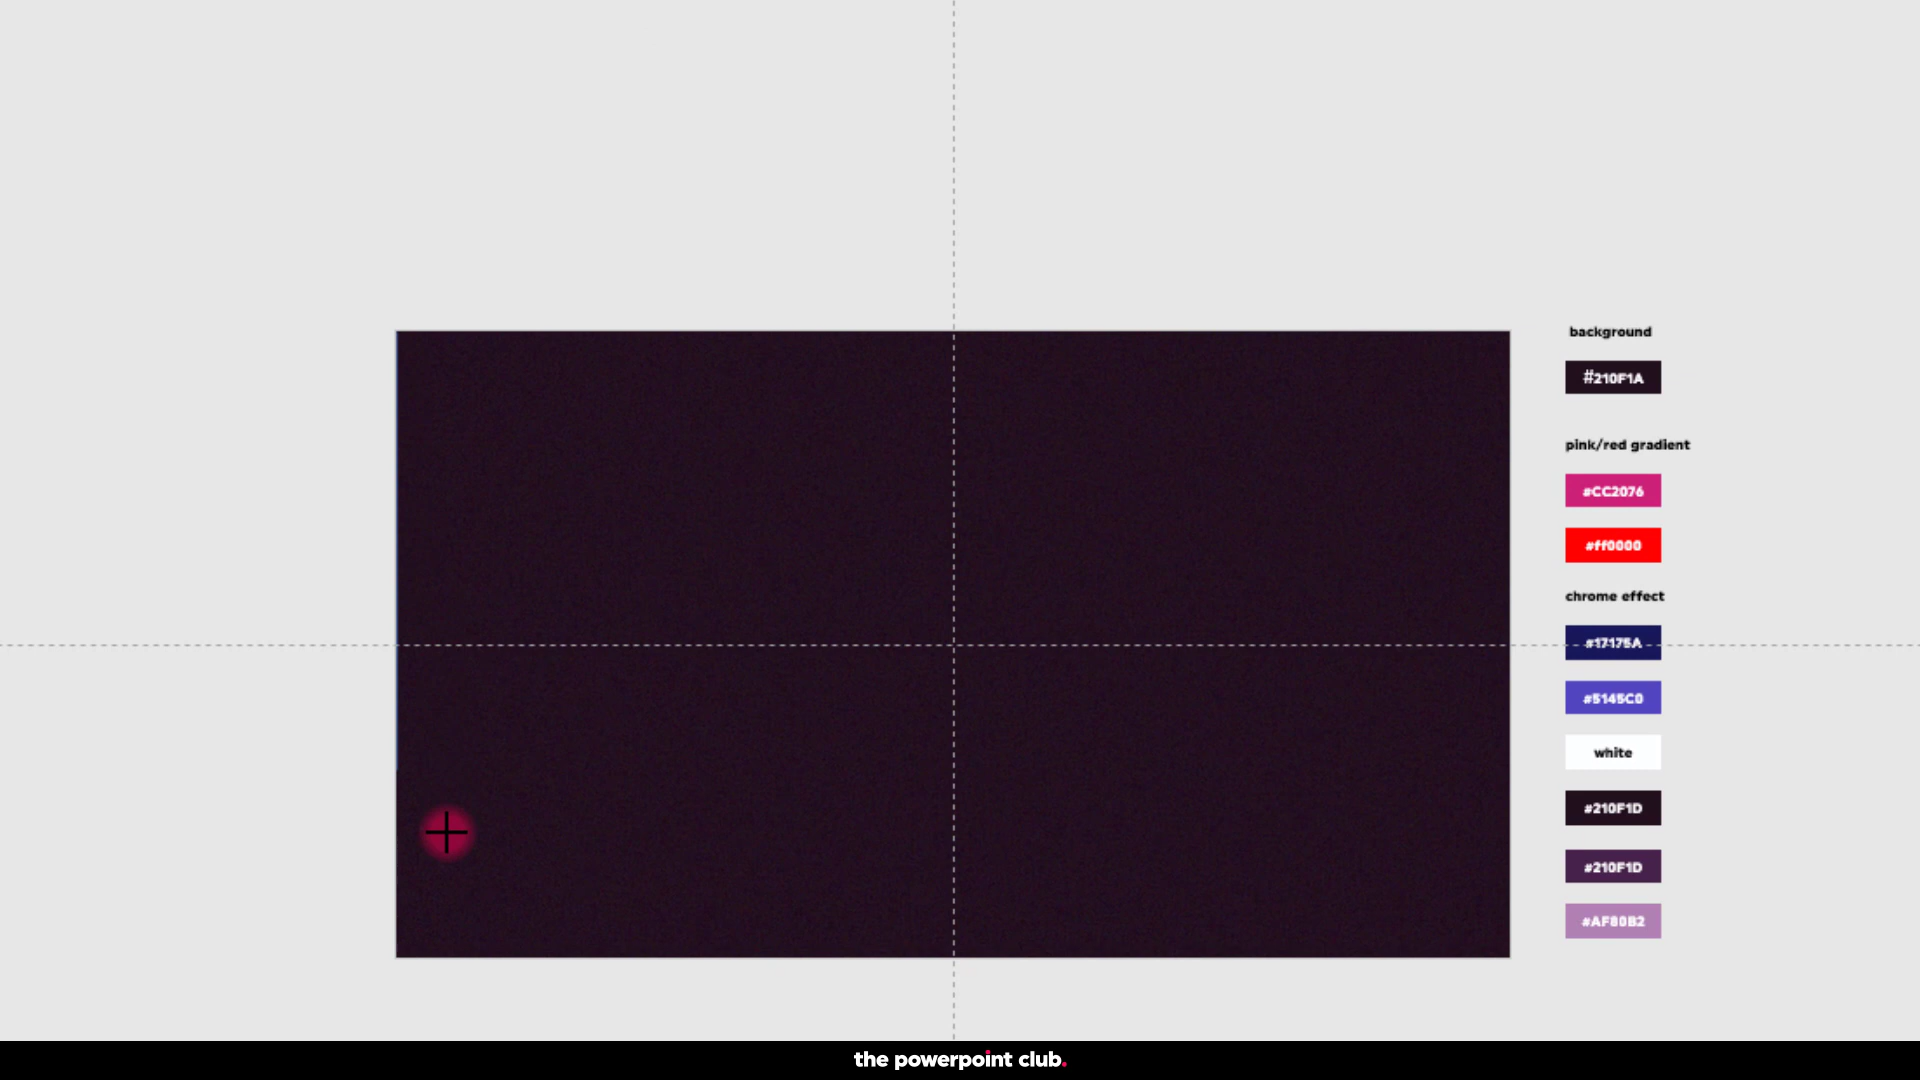 background
#210F1A
pink/red gradient
#CC2076
#ff0000
chrome effect
#17175A
#5145C0
white
#210F1D
#210F1D
#AF80B2
the powerpoint club.